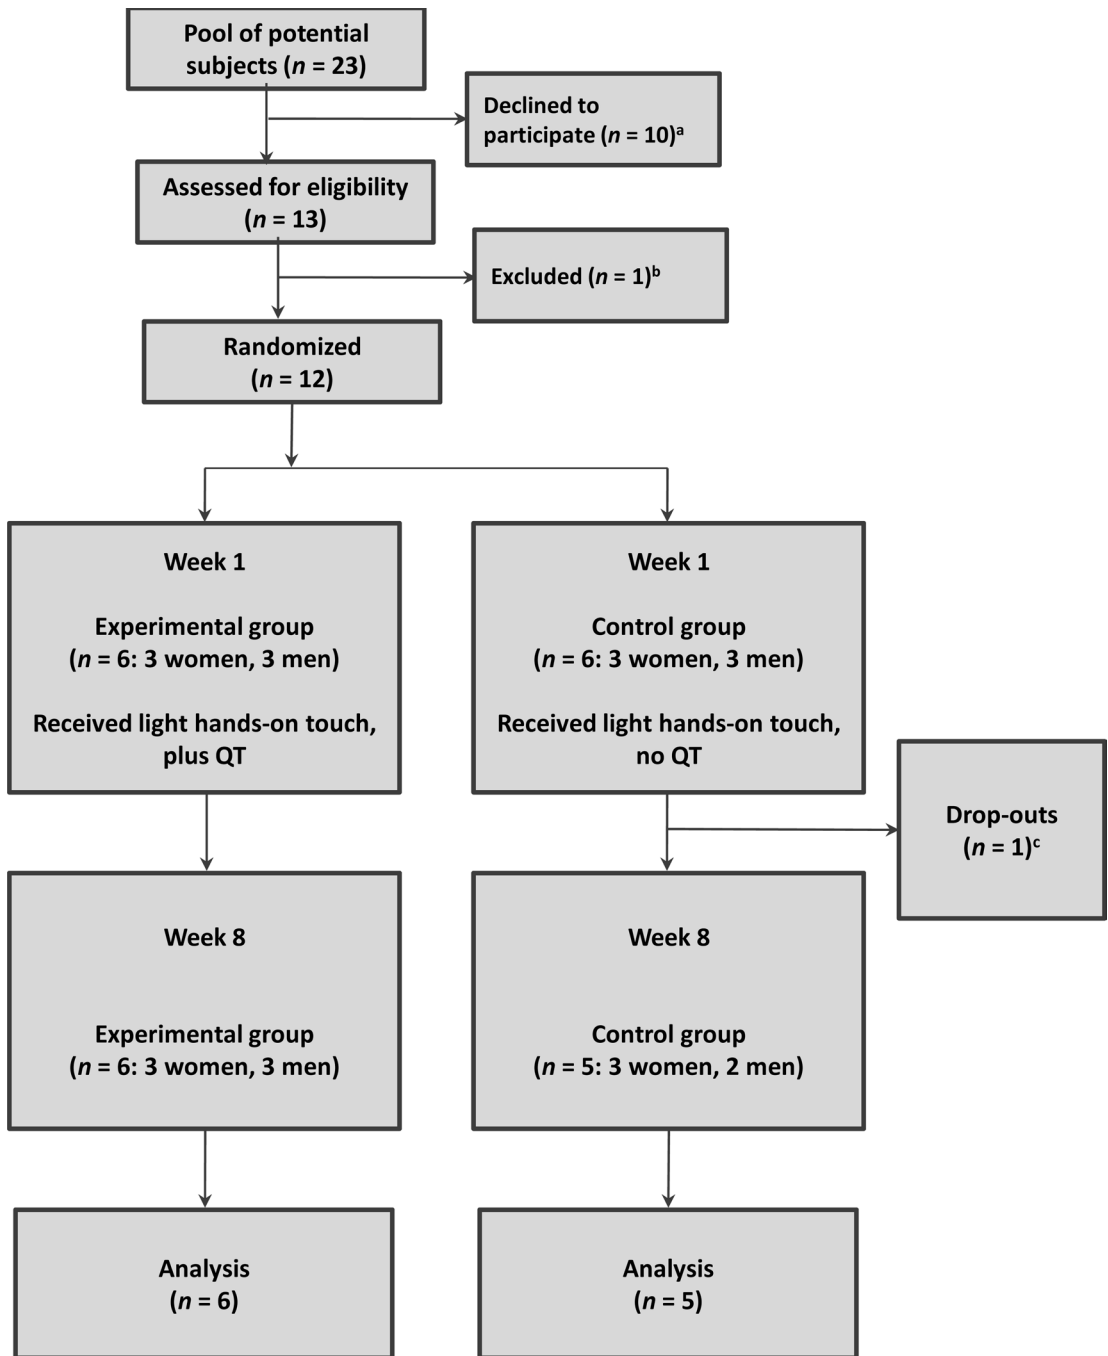 Pool of potential
subjects (n = 23)
Declined to
participate (n = 10)ᵃ
Assessed for eligibility
(n = 13)
Excluded (n = 1)ᵇ
Randomized
(n = 12)
Week 1
Experimental group
(n = 6: 3 women, 3 men)
Received light hands-on touch,
plus QT
Week 1
Control group
(n = 6: 3 women, 3 men)
Received light hands-on touch,
no QT
Drop-outs
(n = 1)ᶜ
Week 8
Experimental group
(n = 6: 3 women, 3 men)
Week 8
Control group
(n = 5: 3 women, 2 men)
Analysis
(n = 6)
Analysis
(n = 5)